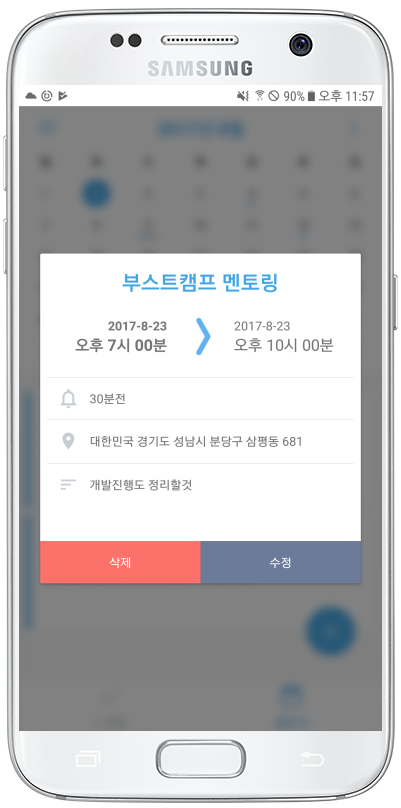 SAMSUNG
90% 오후 11:57
부스트캠프 멘토링
2017-8-23
오후 7시 00분
2017-8-23
오후 10시 00분
30분전
대한민국 경기도 성남시 분당구 삼평동 681
개발진행도 정리할것
삭제
수정